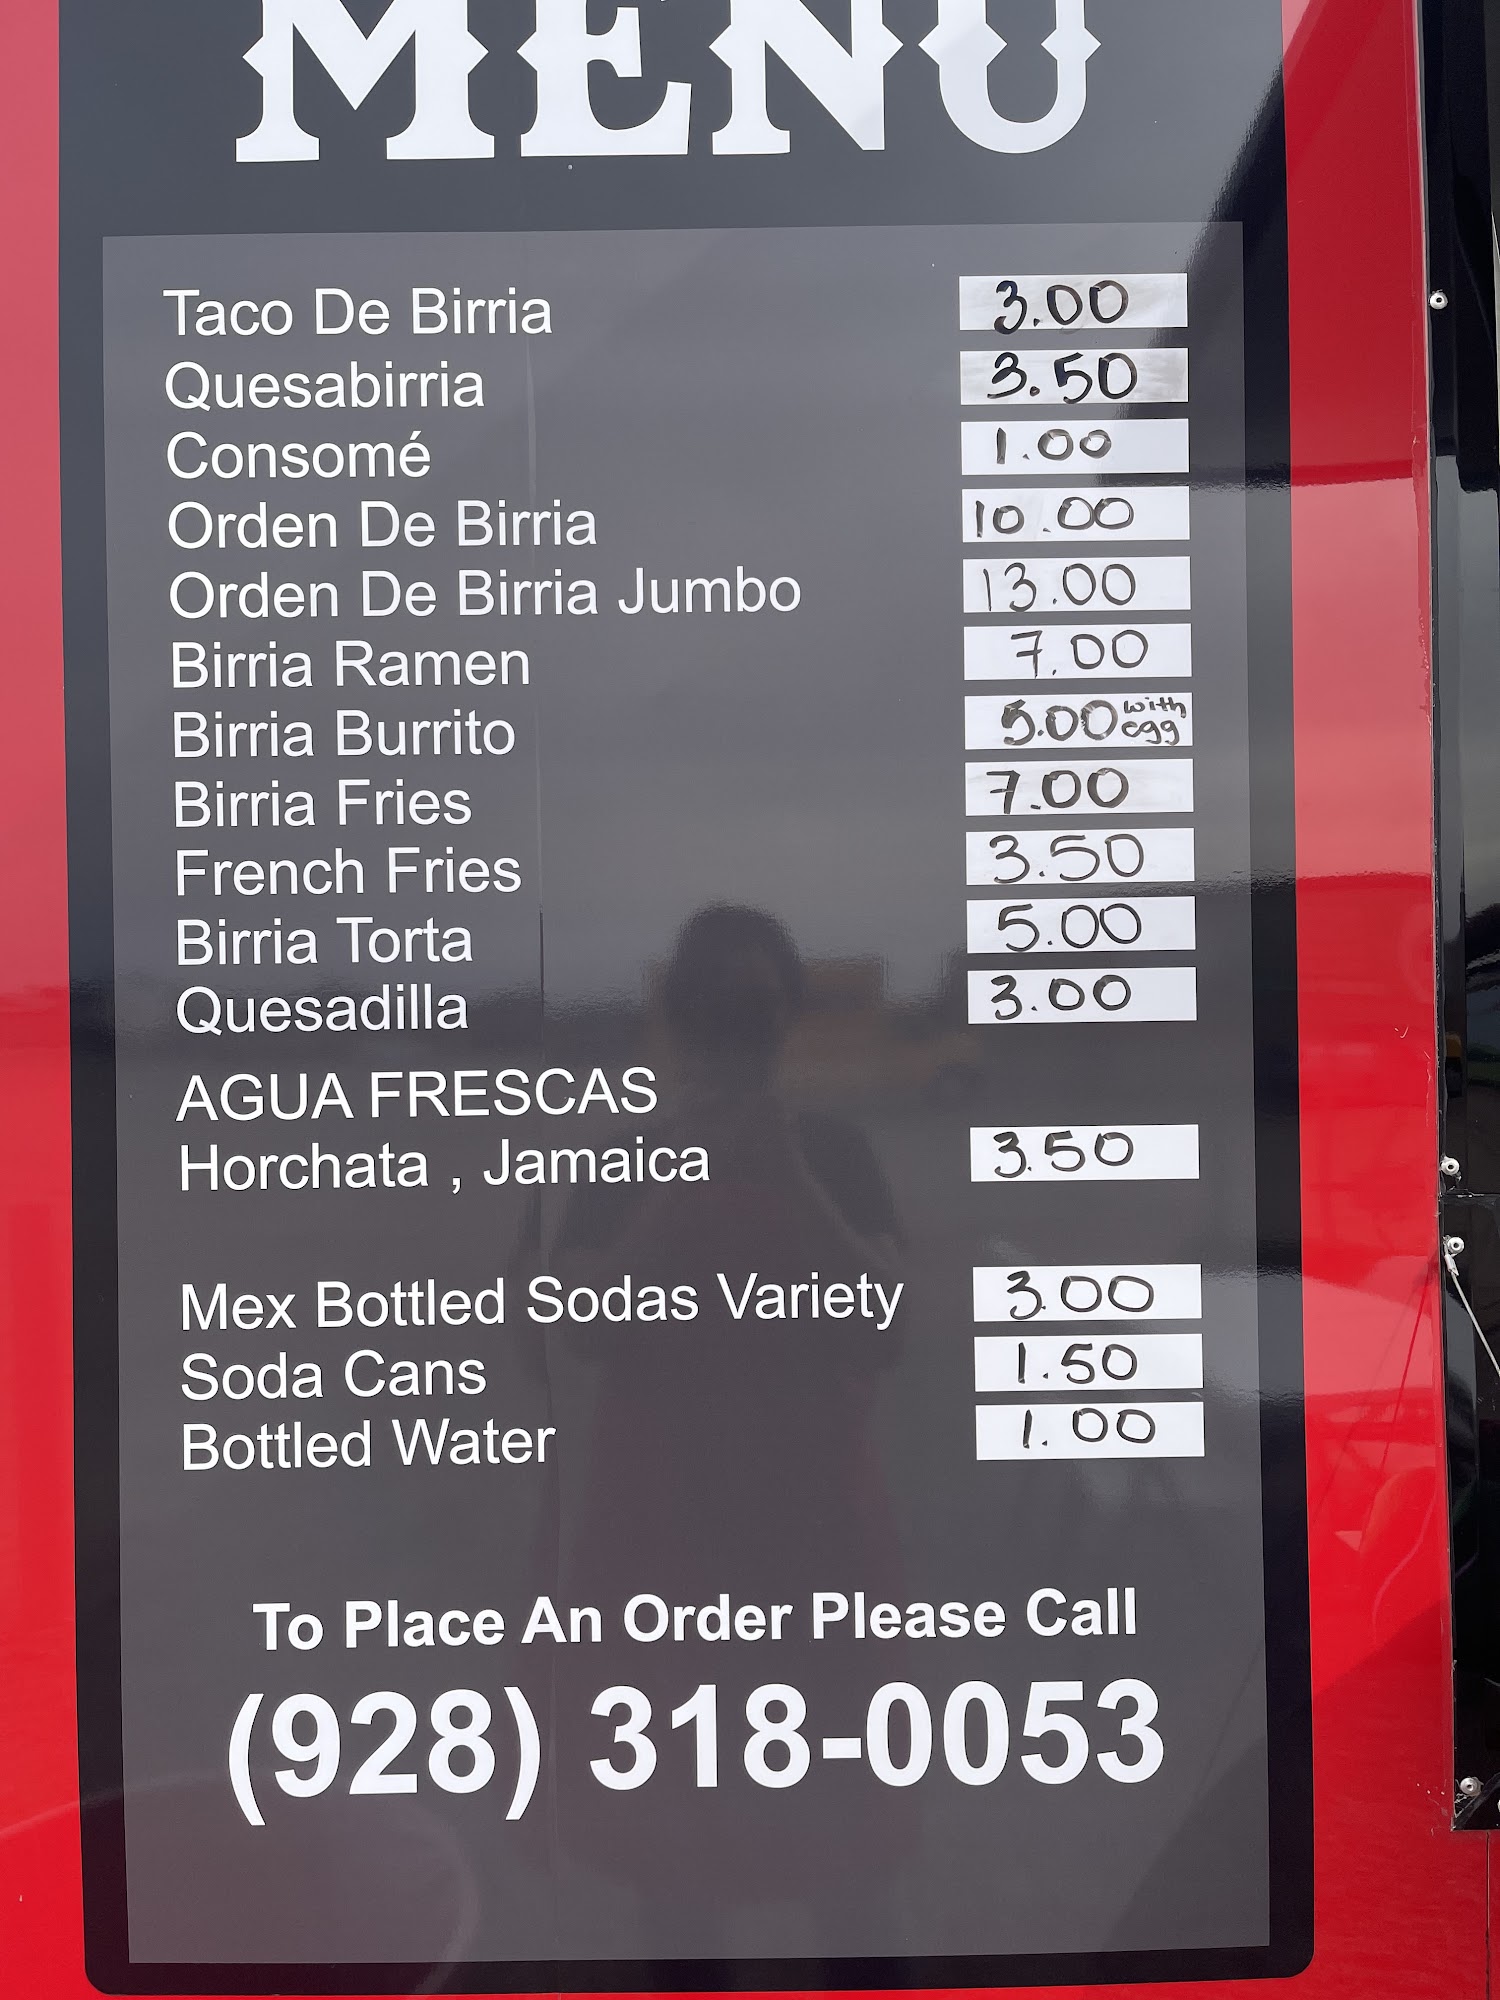 MENU
Taco De Birria 3.00
Quesabirria 3.50
Consomé 1.00
Orden De Birria 10.00
Orden De Birria Jumbo 13.00
Birria Ramen 7.00
Birria Burrito 5.00 with egg
Birria Fries 7.00
French Fries 3.50
Birria Torta 5.00
Quesadilla 3.00
AGUA FRESCAS
Horchata , Jamaica 3.50
Mex Bottled Sodas Variety 3.00
Soda Cans 1.50
Bottled Water 1.00
To Place An Order Please Call
(928) 318-0053